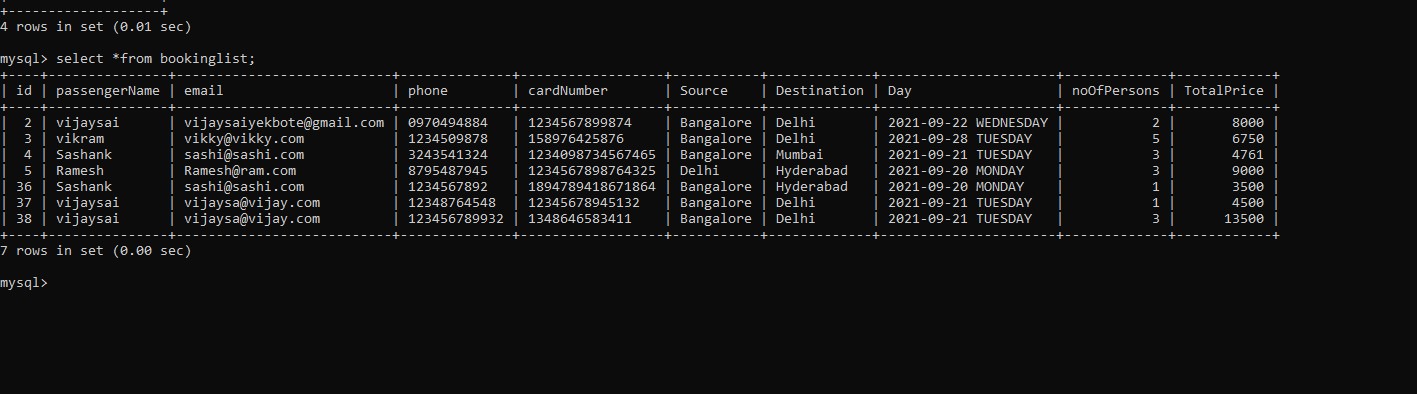 +-------------------+
4 rows in set (0.01 sec)
mysql> select *from bookinglist;
+----+---------------+--------------------------+--------------+------------------+-----------+-------------+----------------------+-------------+------------+
| id | passengerName | email                    | phone        | cardNumber       | Source    | Destination | Day                  | noOfPersons | TotalPrice |
+----+---------------+--------------------------+--------------+------------------+-----------+-------------+----------------------+-------------+------------+
|  2 | vijaysai      | vijaysaiyekbote@gmail.com | 0970494884   | 1234567899874    | Bangalore | Delhi       | 2021-09-22 WEDNESDAY |           2 |       8000 |
|  3 | vikram        | vikky@vikky.com          | 1234509878   | 158976425876     | Bangalore | Delhi       | 2021-09-28 TUESDAY   |           5 |       6750 |
|  4 | Sashank       | sashi@sashi.com          | 3243541324   | 1234098734567465 | Bangalore | Mumbai      | 2021-09-21 TUESDAY   |           3 |       4761 |
|  5 | Ramesh        | Ramesh@ram.com           | 8795487945   | 1234567898764325 | Delhi     | Hyderabad   | 2021-09-20 MONDAY    |           3 |       9000 |
| 36 | Sashank       | sashi@sashi.com          | 1234567892   | 1894789418671864 | Bangalore | Hyderabad   | 2021-09-20 MONDAY    |           1 |       3500 |
| 37 | vijaysai      | vijaysa@vijay.com        | 12348764548  | 12345678945132   | Bangalore | Delhi       | 2021-09-21 TUESDAY   |           1 |       4500 |
| 38 | vijaysai      | vijaysa@vijay.com        | 123456789932 | 1348646583411    | Bangalore | Delhi       | 2021-09-21 TUESDAY   |           3 |      13500 |
+----+---------------+--------------------------+--------------+------------------+-----------+-------------+----------------------+-------------+------------+
7 rows in set (0.00 sec)
mysql>